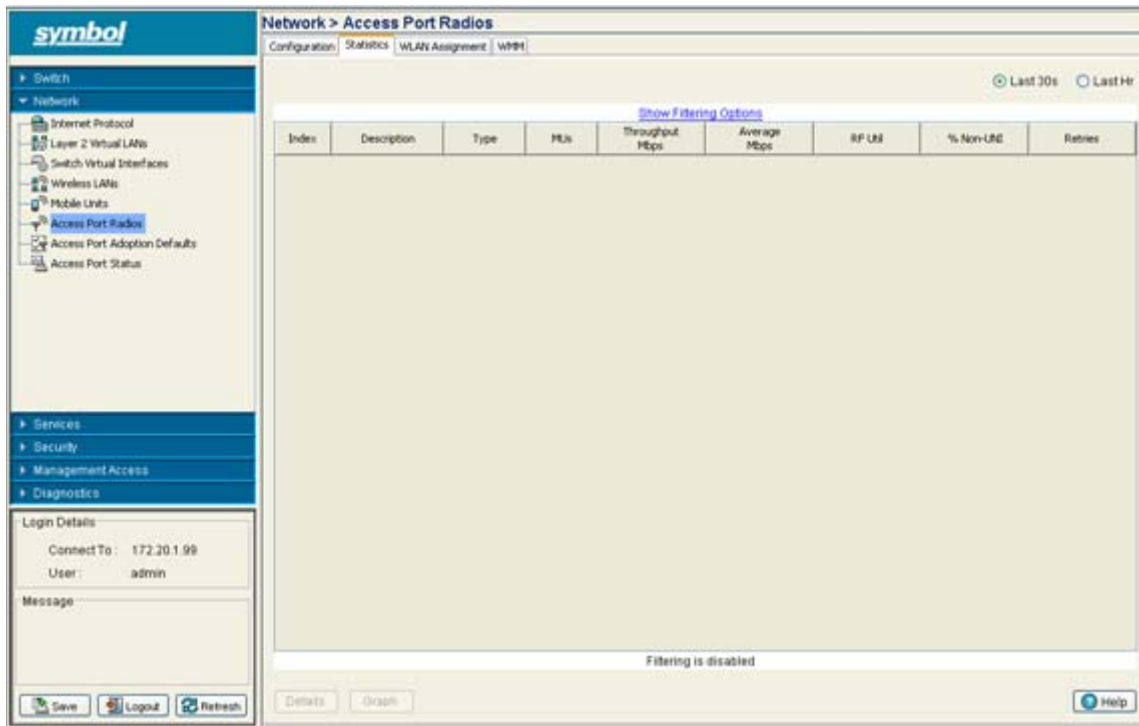 symbol
Network > Access Port Radios
Configuration Statistics WLAN Assignment WMM
Switch
Network
Internet Protocol
Layer 2 Virtual LANs
Switch Virtual Interfaces
Wireless LANs
Mobile Units
Access Port Radios
Access Port Adoption Defaults
Access Port Status
Services
Security
Management Access
Diagnostics
Login Details
Connect To : 172.20.1.99
User : admin
Message
Save Logout Refresh
Last 30s Last Hr
Show Filtering Options
Index Description Type MUs Throughput Mbps Average Mbps RF Util % Non-UNI Retries
Filtering is disabled
Details Graph Help